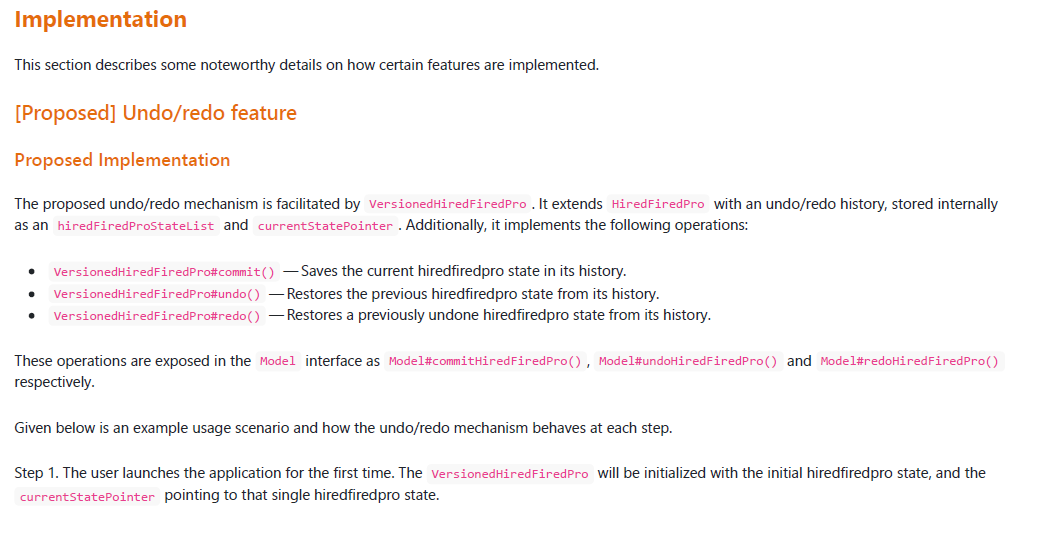 Implementation
This section describes some noteworthy details on how certain features are implemented.
[Proposed] Undo/redo feature
Proposed Implementation
The proposed undo/redo mechanism is facilitated by VersionedHiredFiredPro . It extends HiredFiredPro with an undo/redo history, stored internally
as an hiredFiredProStateList and currentStatePointer . Additionally, it implements the following operations:
• VersionedHiredFiredPro#commit() — Saves the current hiredfiredpro state in its history.
• VersionedHiredFiredPro#undo() — Restores the previous hiredfiredpro state from its history.
• VersionedHiredFiredPro#redo() — Restores a previously undone hiredfiredpro state from its history.
These operations are exposed in the Model interface as Model#commitHiredFiredPro() , Model#undoHiredFiredPro() and Model#redoHiredFiredPro()
respectively.
Given below is an example usage scenario and how the undo/redo mechanism behaves at each step.
Step 1. The user launches the application for the first time. The VersionedHiredFiredPro will be initialized with the initial hiredfiredpro state, and the
currentStatePointer pointing to that single hiredfiredpro state.